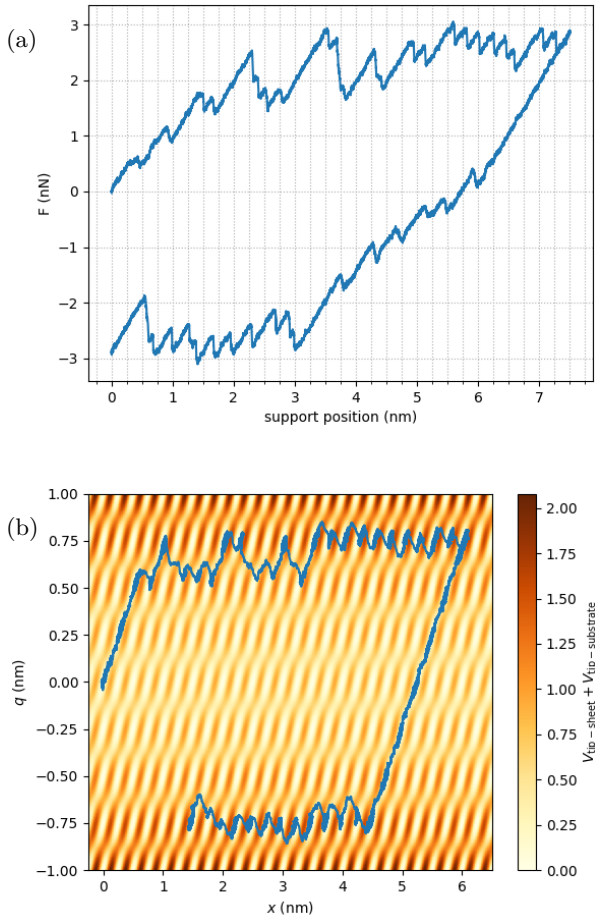 (a)
F (nN)
3
2
1
0
−1
−2
−3
0 1 2 3 4 5 6 7
support position (nm)
(b)
q (nm)
1.00
0.75
0.50
0.25
0.00
−0.25
−0.50
−0.75
−1.00
0 1 2 3 4 5 6
x (nm)
2.00
1.75
1.50
1.25
1.00
0.75
0.50
0.25
0.00
V_tip−sheet + V_tip−substrate